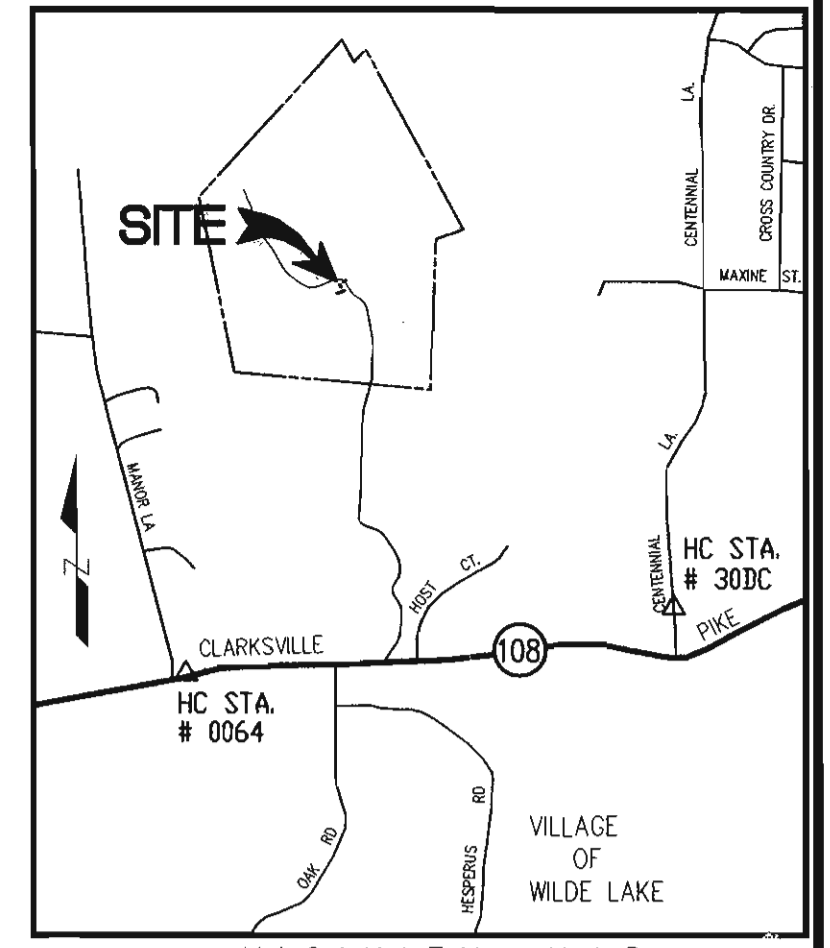 LA.
CENTENNIAL
CROSS COUNTRY DR.
SITE
MAXINE ST.
MANOR LA
LA.
CENTENNIAL
HC STA.
# 30DC
N
HOST CT.
PIKE
CLARKSVILLE
108
HC STA.
# 0064
OAK RD
HESPERUS RD
VILLAGE
OF
WILDE LAKE